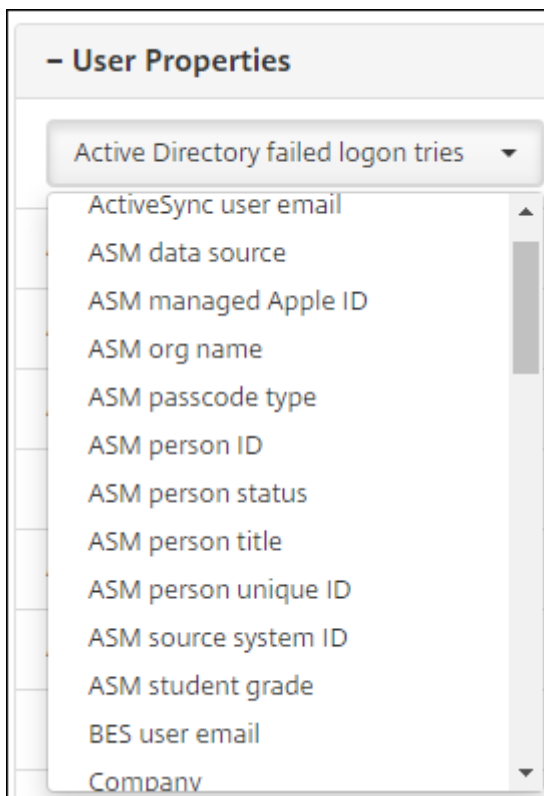 – User Properties
Active Directory failed logon tries
ActiveSync user email
ASM data source
ASM managed Apple ID
ASM org name
ASM passcode type
ASM person ID
ASM person status
ASM person title
ASM person unique ID
ASM source system ID
ASM student grade
BES user email
Company